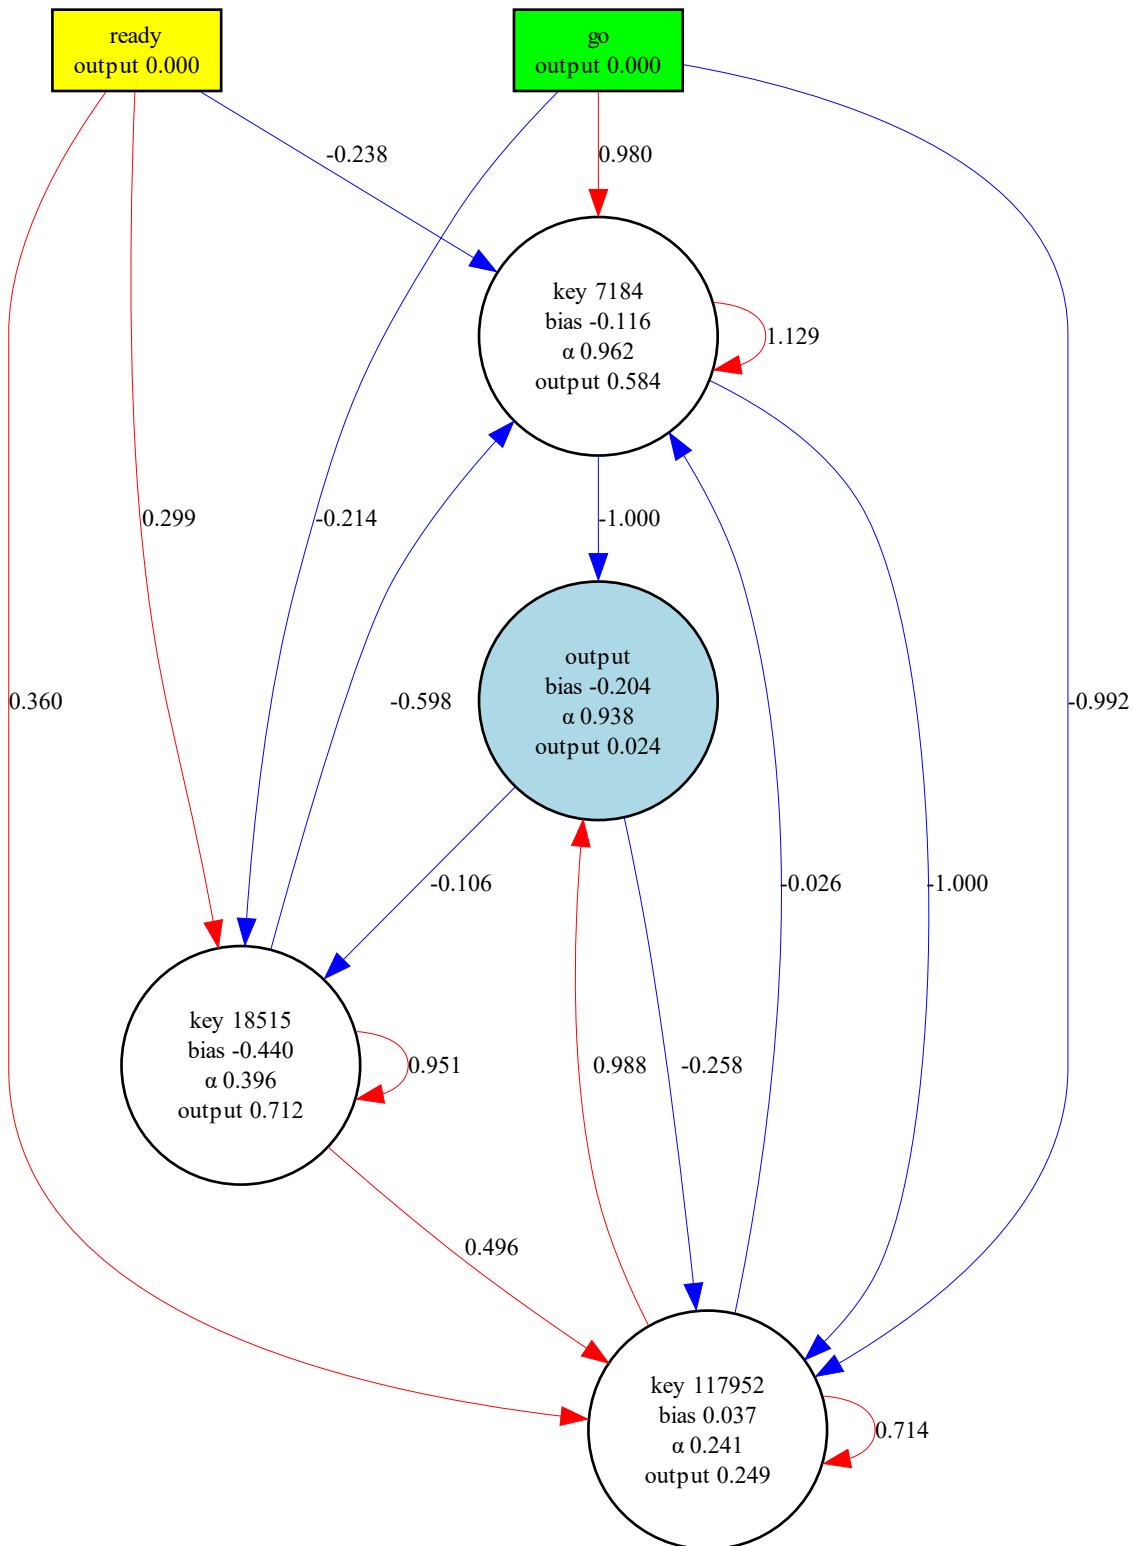 ready
output 0.000
go
output 0.000
-0.238
0.980
key 7184
bias -0.116
α 0.962
output 0.584
1.129
0.299
-0.214
-1.000
output
bias -0.204
α 0.938
output 0.024
0.360
-0.598
-0.992
-0.106
-0.026
-1.000
key 18515
bias -0.440
α 0.396
output 0.712
0.951
0.988
-0.258
0.496
key 117952
bias 0.037
α 0.241
output 0.249
0.714